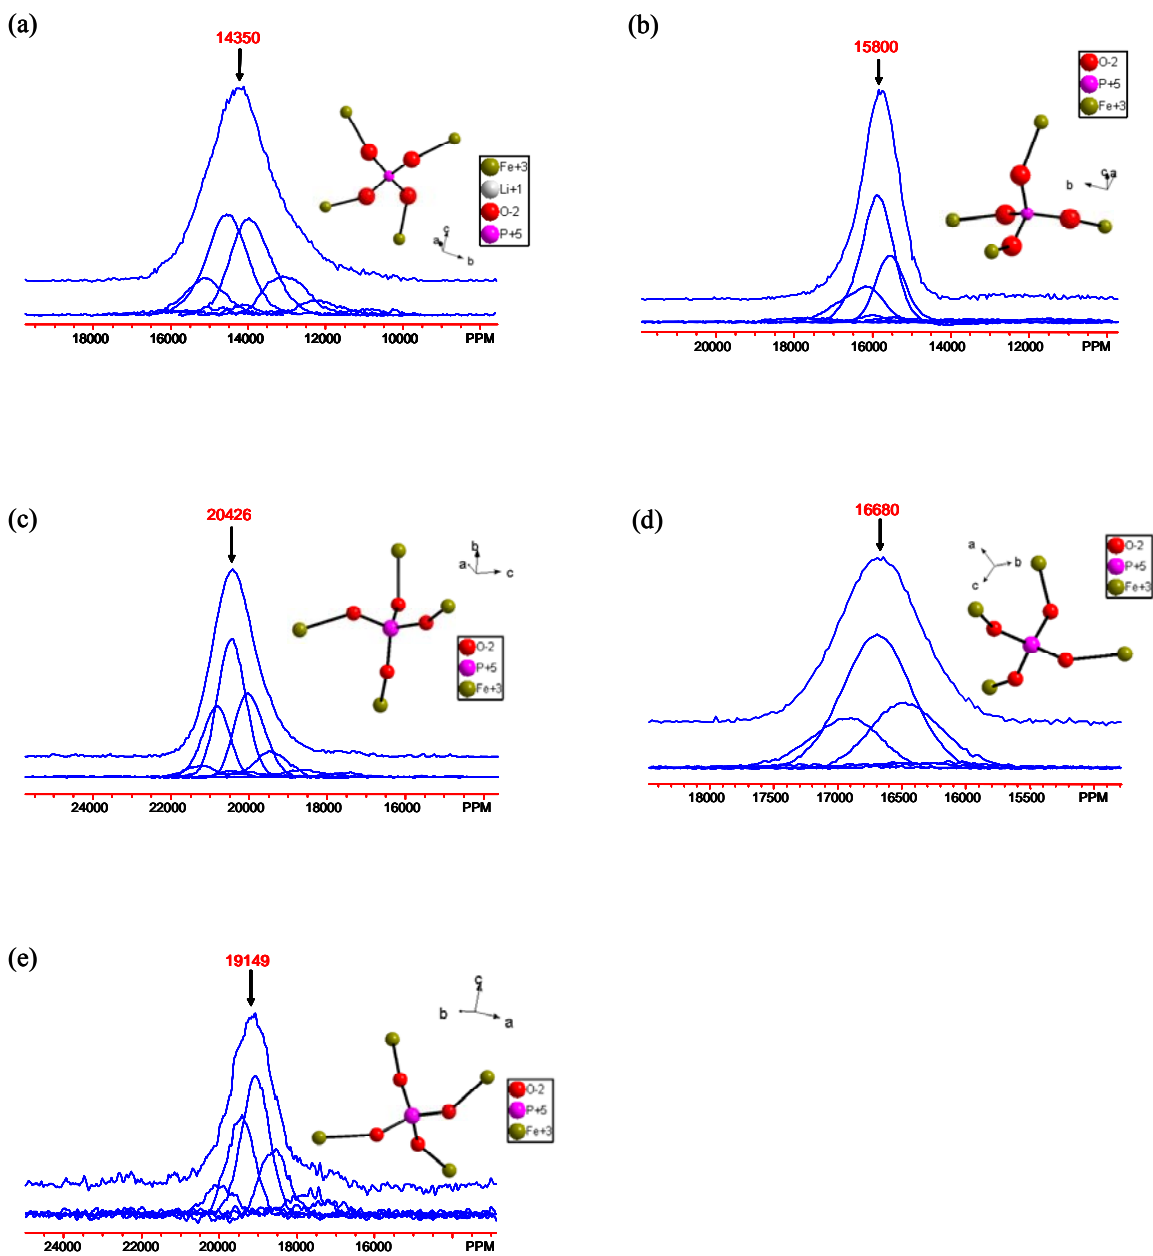 (a)
14350
Fe+3
Li+1
O-2
P+5
c
a
b
18000 16000 14000 12000 10000 PPM
(b)
15800
O-2
P+5
Fe+3
c a
b
20000 18000 16000 14000 12000 PPM
(c)
20426
b
a
c
O-2
P+5
Fe+3
24000 22000 20000 18000 16000 PPM
(d)
16680
a
b
c
O-2
P+5
Fe+3
18000 17500 17000 16500 16000 15500 PPM
(e)
19149
c
b
a
O-2
P+5
Fe+3
24000 22000 20000 18000 16000 PPM